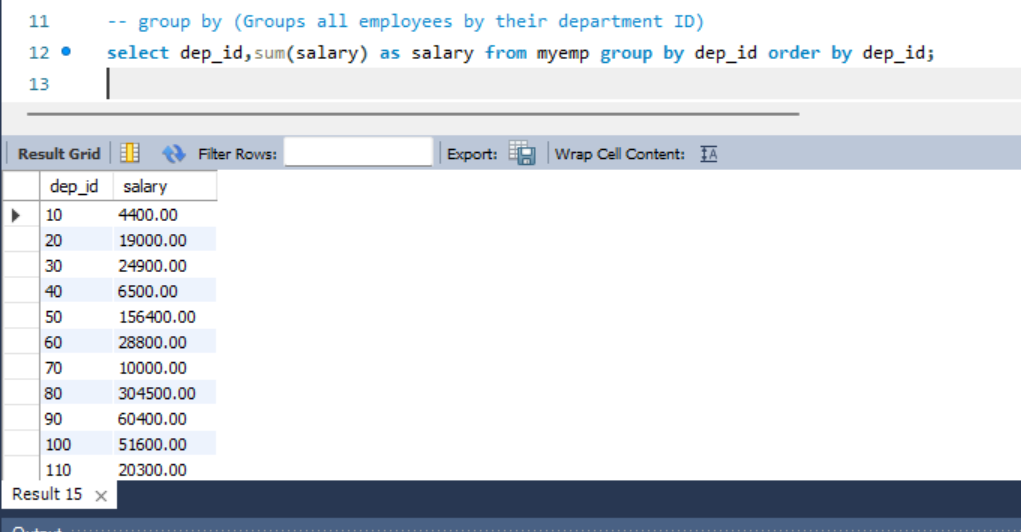 11 -- group by (Groups all employees by their department ID)
12 select dep_id,sum(salary) as salary from myemp group by dep_id order by dep_id;
13
Result Grid Filter Rows: Export: Wrap Cell Content: IA
dep_id salary
10 4400.00
20 19000.00
30 24900.00
40 6500.00
50 156400.00
60 28800.00
70 10000.00
80 304500.00
90 60400.00
100 51600.00
110 20300.00
Result 15 ×